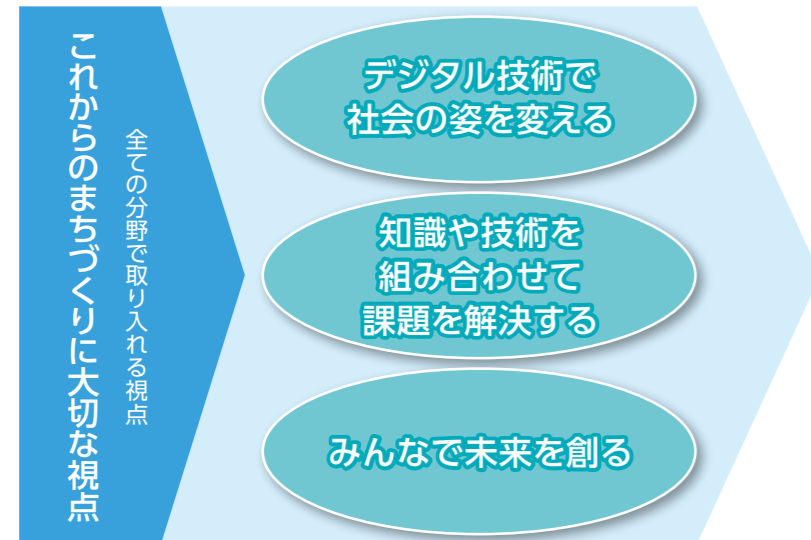 これからのまちづくりに大切な視点
全ての分野で取り入れる視点
デジタル技術で
社会の姿を変える
知識や技術を
組み合わせて
課題を解決する
みんなで未来を創る